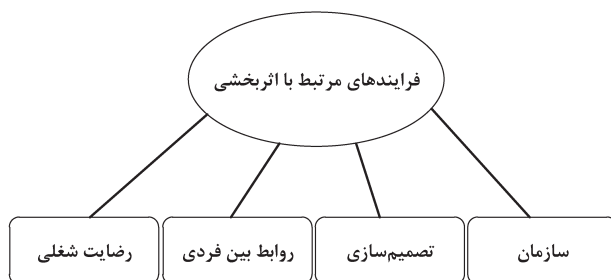 فرایندهای مرتبط با اثربخشی
سازمان
تصمیم‌سازی
روابط بین فردی
رضایت شغلی